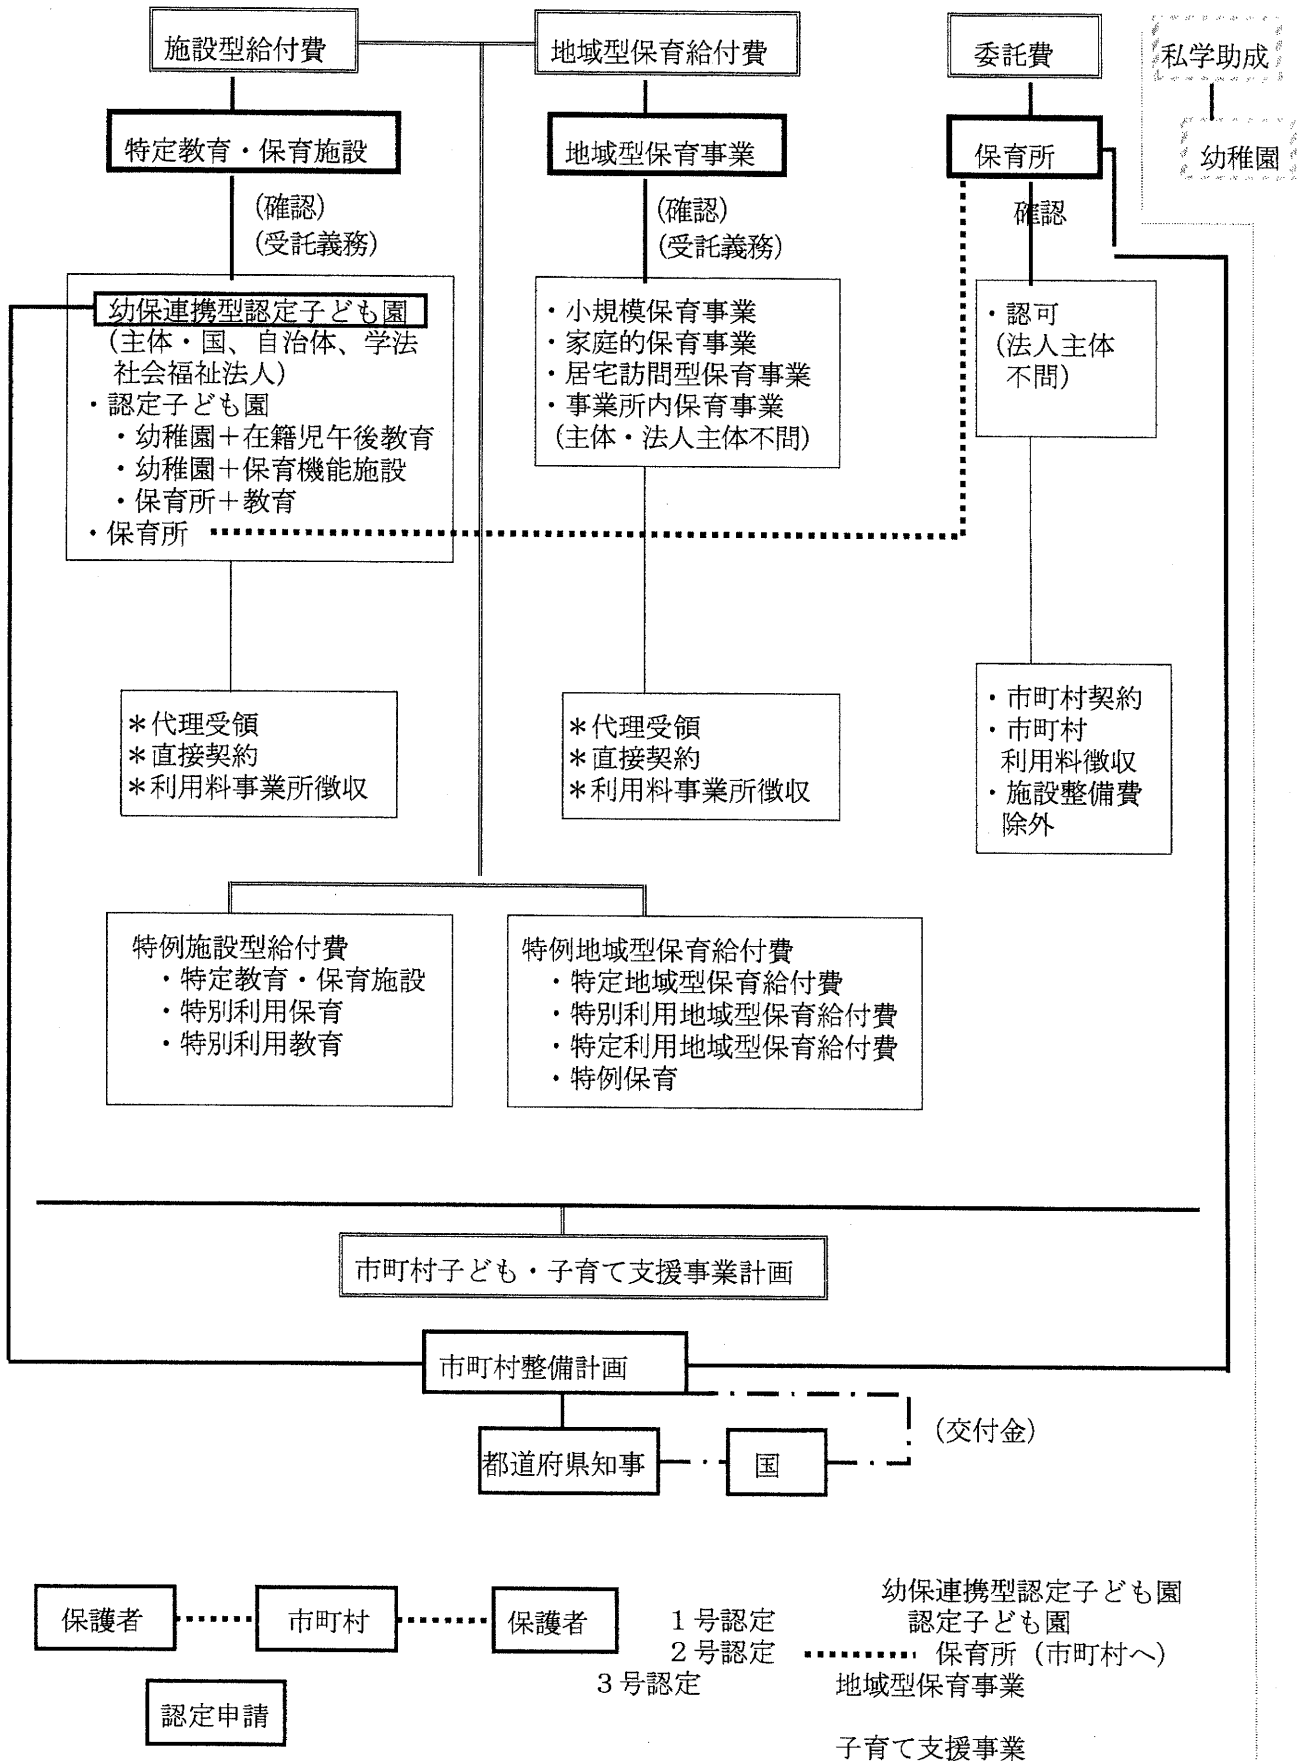 施設型給付費
地域型保育給付費
委託費
私学助成
特定教育・保育施設
地域型保育事業
保育所
幼稚園
(確認)
(受託義務)
(確認)
(受託義務)
確認
幼保連携型認定子ども園
(主体・国、自治体、学法
社会福祉法人)
・認定子ども園
・幼稚園＋在籍児午後教育
・幼稚園＋保育機能施設
・保育所＋教育
・保育所
・小規模保育事業
・家庭的保育事業
・居宅訪問型保育事業
・事業所内保育事業
(主体・法人主体不問)
・認可
(法人主体
不問)
＊代理受領
＊直接契約
＊利用料事業所徴収
＊代理受領
＊直接契約
＊利用料事業所徴収
・市町村契約
・市町村
利用料徴収
・施設整備費
除外
特例施設型給付費
・特定教育・保育施設
・特別利用保育
・特別利用教育
特例地域型保育給付費
・特定地域型保育給付費
・特別利用地域型保育給付費
・特定利用地域型保育給付費
・特例保育
市町村子ども・子育て支援事業計画
市町村整備計画
(交付金)
都道府県知事
国
保護者
市町村
保護者
認定申請
1号認定
2号認定
3号認定
幼保連携型認定子ども園
認定子ども園
保育所（市町村へ）
地域型保育事業
子育て支援事業